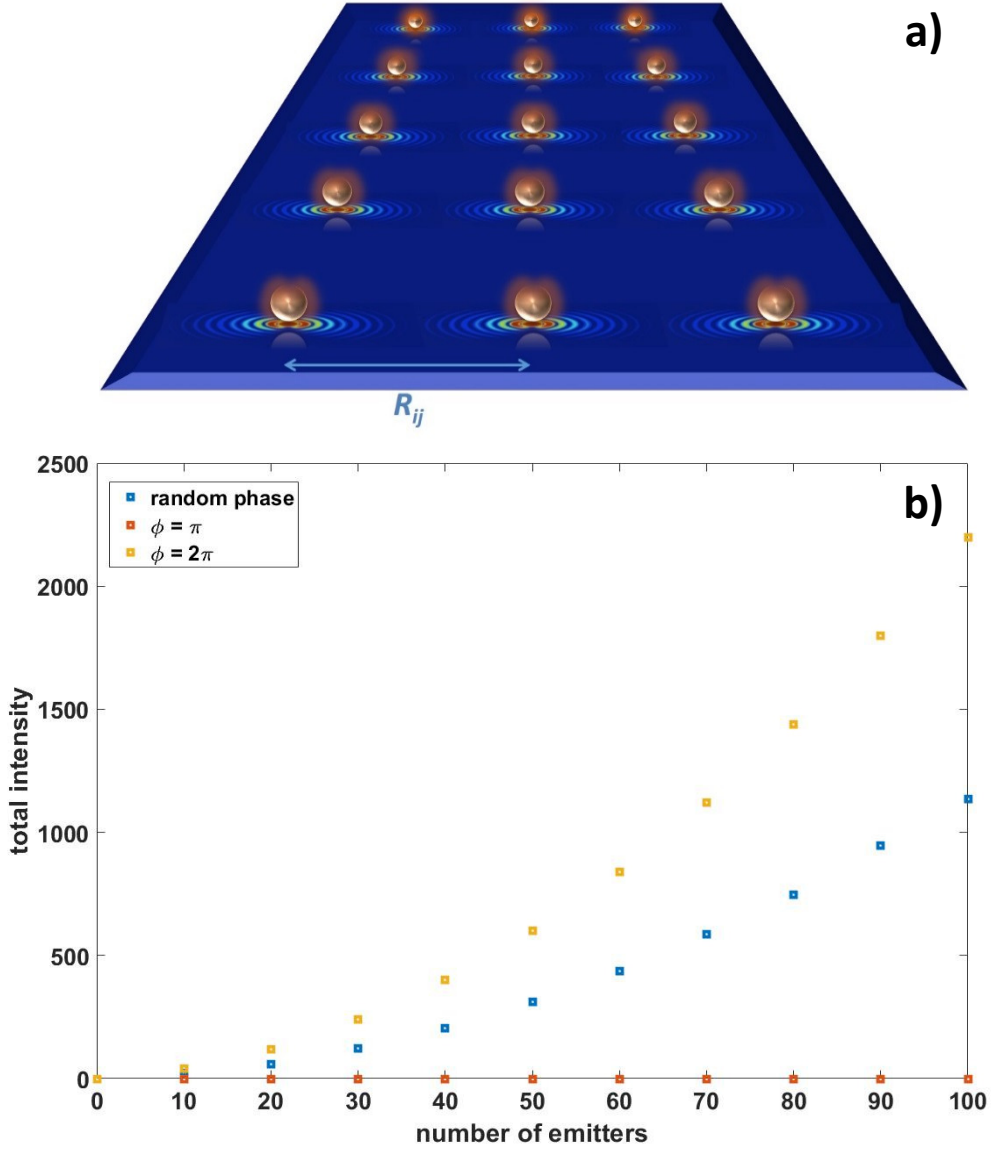 a)
R_ij
b)
2500
2000
1500
1000
500
0
random phase
ϕ = π
ϕ = 2π
total intensity
0 10 20 30 40 50 60 70 80 90 100
number of emitters